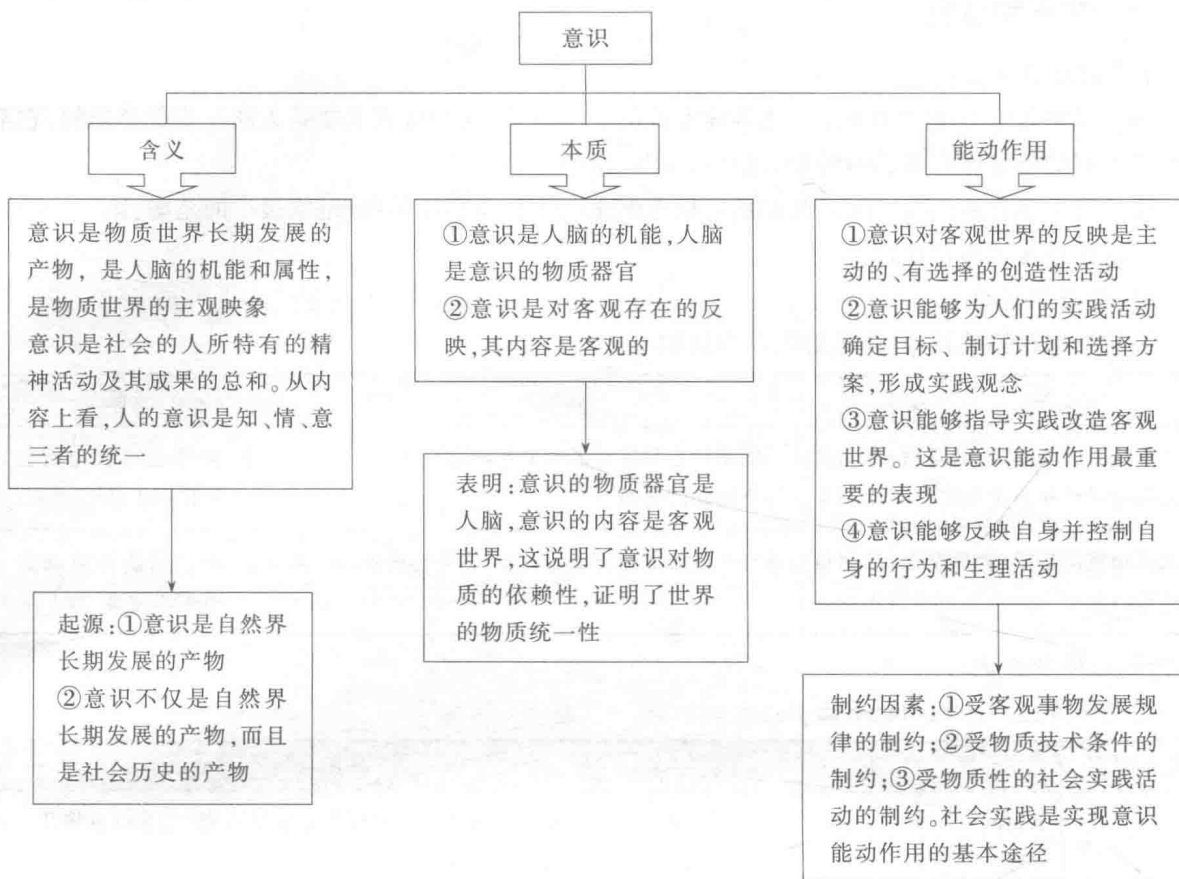 意识
含义
意识是物质世界长期发展的
产物，是人脑的机能和属性，
是物质世界的主观映象
意识是社会的人所特有的精
神活动及其成果的总和。从内
容上看，人的意识是知、情、意
三者的统一
起源：①意识是自然界
长期发展的产物
②意识不仅是自然界
长期发展的产物，而且
是社会历史的产物
本质
①意识是人脑的机能，人脑
是意识的物质器官
②意识是对客观存在的反
映，其内容是客观的
表明：意识的物质器官是
人脑，意识的内容是客观
世界，这说明了意识对物
质的依赖性，证明了世界
的物质统一性
能动作用
①意识对客观世界的反映是主
动的、有选择的创造性活动
②意识能够为人们的实践活动
确定目标、制订计划和选择方
案，形成实践观念
③意识能够指导实践改造客观
世界。这是意识能动作用最重
要的表现
④意识能够反映自身并控制自
身的行为和生理活动
制约因素：①受客观事物发展规
律的制约；②受物质技术条件的
制约；③受物质性的社会实践活
动的制约。社会实践是实现意识
能动作用的基本途径